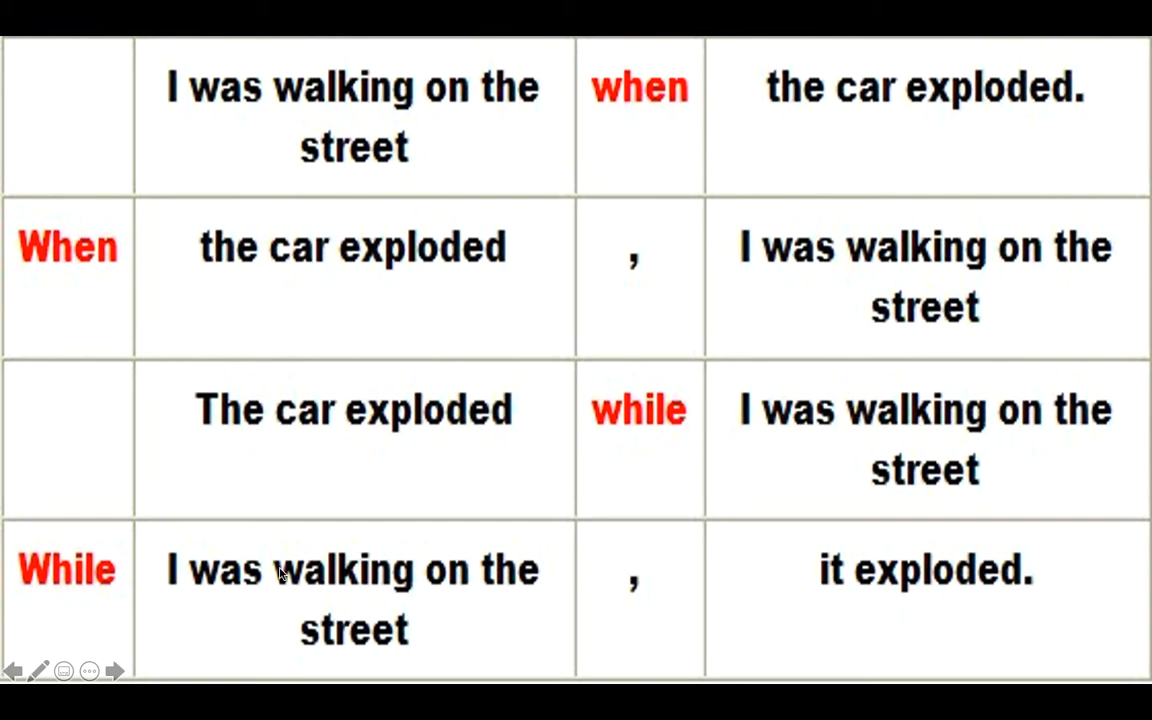 I was walking on the when the car exploded.
street
When the car exploded , I was walking on the
street
The car exploded while I was walking on the
street
While I was walking on the , it exploded.
street